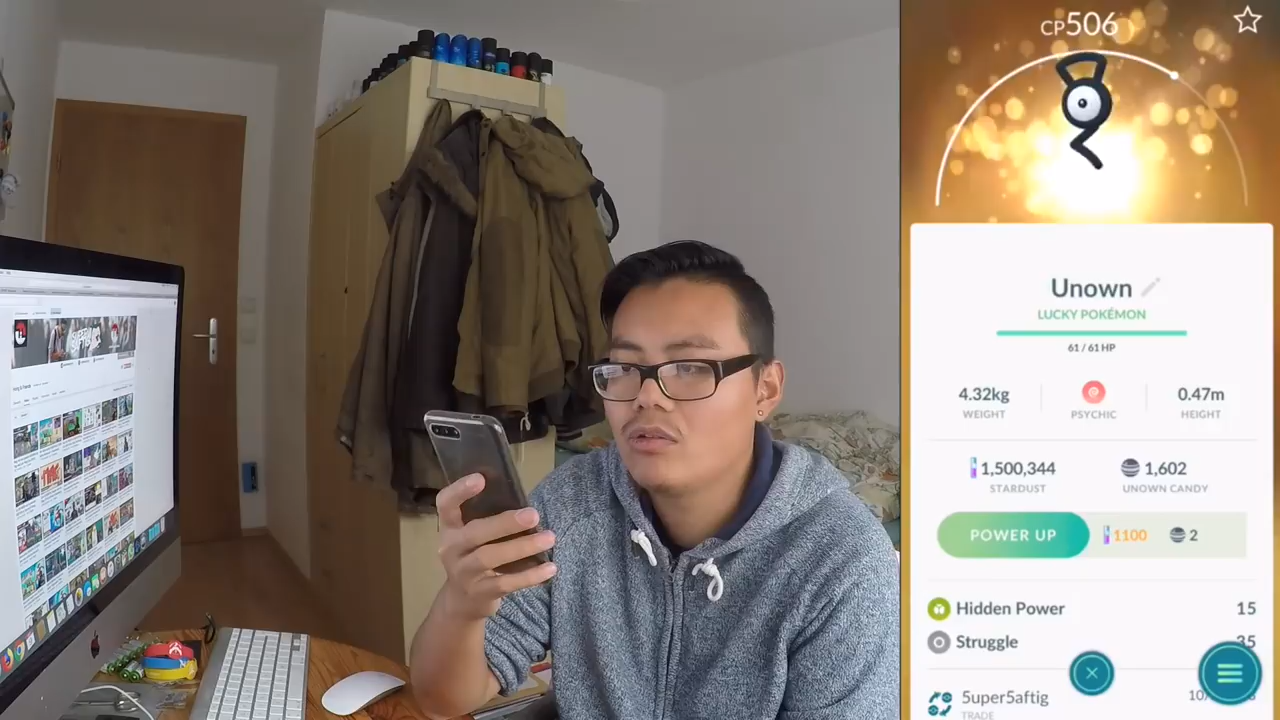 CP506
Unown
LUCKY POKÉMON
61 / 61 HP
4.32kg
WEIGHT
PSYCHIC
0.47m
HEIGHT
1,500,344
STARDUST
1,602
UNOWN CANDY
POWER UP
1100
2
Hidden Power
15
Struggle
35
5uper5aftig
TRADE